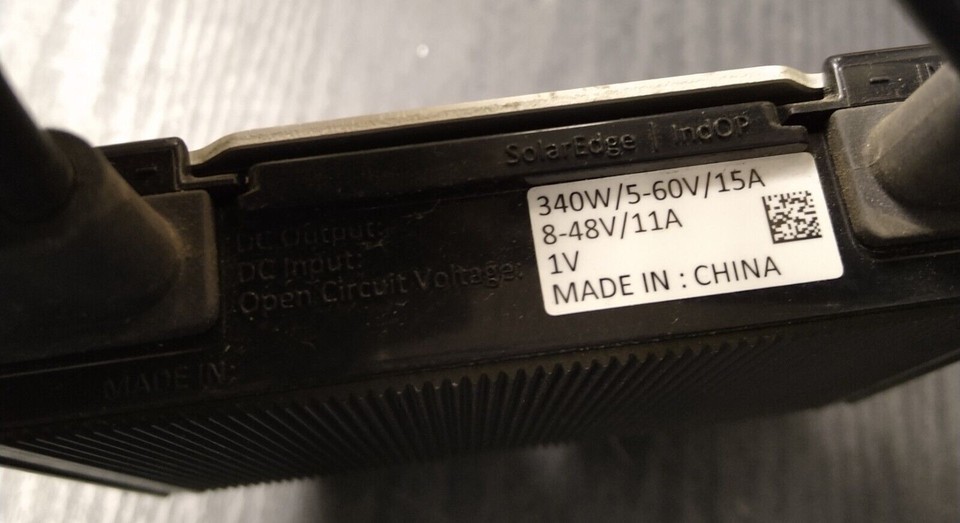 SolarEdge | IndOP
DC Output: 340W/5-60V/15A
DC Input: 8-48V/11A
Open Circuit Voltage: 1V
MADE IN : CHINA
MADE IN: